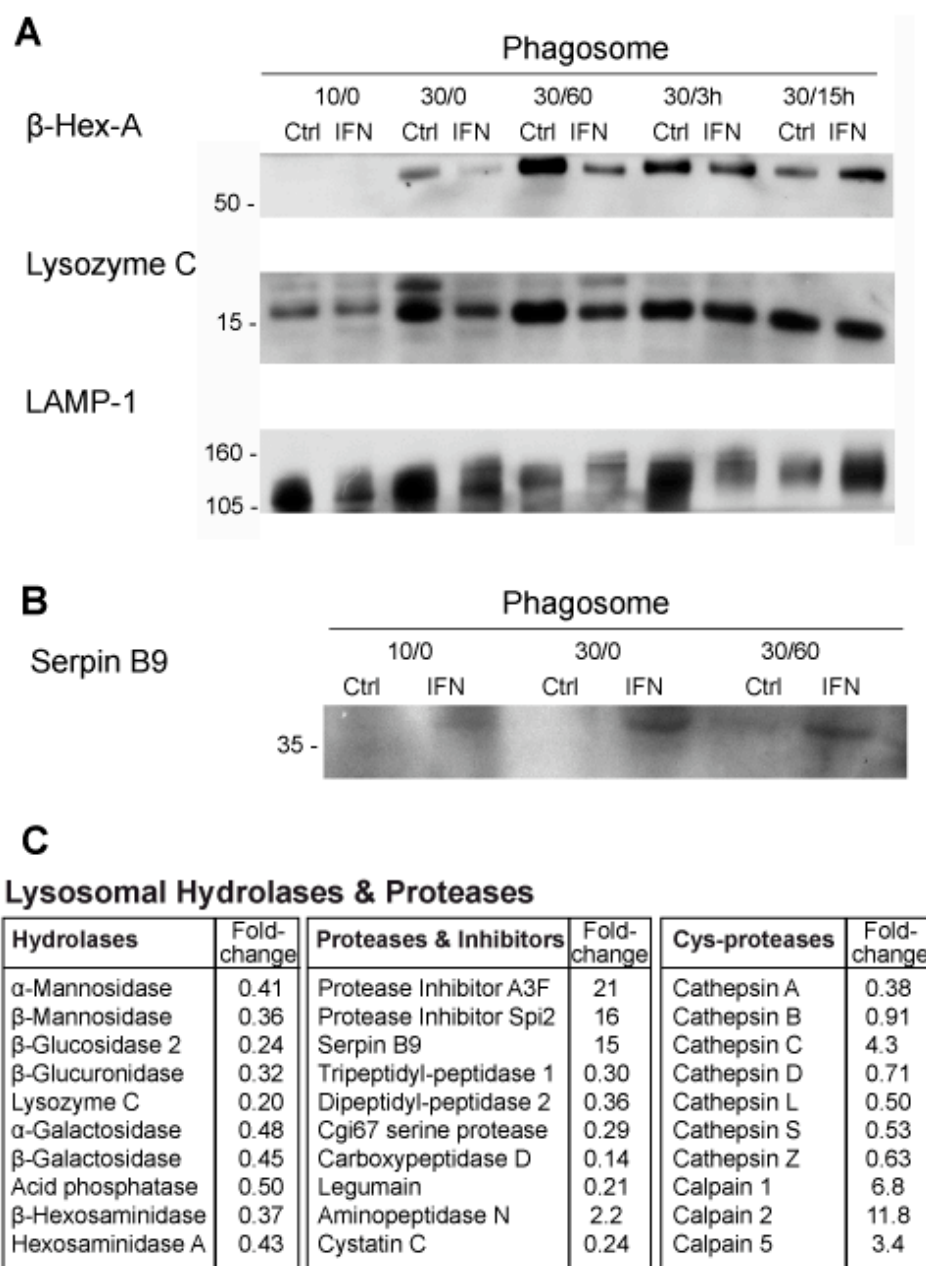 A
Phagosome
10/0 30/0 30/60 30/3h 30/15h
β-Hex-A
Ctrl IFN Ctrl IFN Ctrl IFN Ctrl IFN Ctrl IFN
50 -
Lysozyme C
15 -
LAMP-1
160 -
105 -
B
Phagosome
Serpin B9
10/0 30/0 30/60
Ctrl IFN Ctrl IFN Ctrl IFN
35 -
C
Lysosomal Hydrolases & Proteases
Hydrolases Fold-change Proteases & Inhibitors Fold-change Cys-proteases Fold-change
α-Mannosidase 0.41 Protease Inhibitor A3F 21 Cathepsin A 0.38
β-Mannosidase 0.36 Protease Inhibitor Spi2 16 Cathepsin B 0.91
β-Glucosidase 2 0.24 Serpin B9 15 Cathepsin C 4.3
β-Glucuronidase 0.32 Tripeptidyl-peptidase 1 0.30 Cathepsin D 0.71
Lysozyme C 0.20 Dipeptidyl-peptidase 2 0.36 Cathepsin L 0.50
α-Galactosidase 0.48 Cgi67 serine protease 0.29 Cathepsin S 0.53
β-Galactosidase 0.45 Carboxypeptidase D 0.14 Cathepsin Z 0.63
Acid phosphatase 0.50 Legumain 0.21 Calpain 1 6.8
β-Hexosaminidase 0.37 Aminopeptidase N 2.2 Calpain 2 11.8
Hexosaminidase A 0.43 Cystatin C 0.24 Calpain 5 3.4